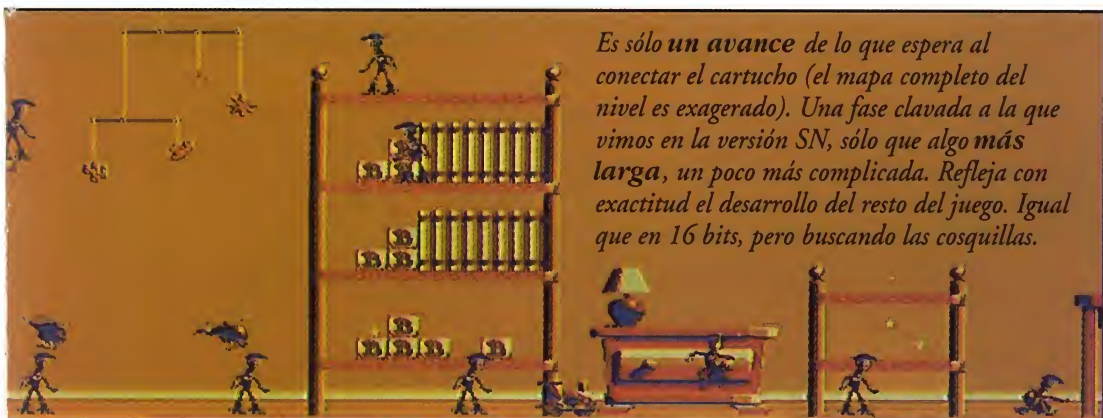 Es sólo un avance de lo que espera al
conectar el cartucho (el mapa completo del
nivel es exagerado). Una fase clavada a la que
vimos en la versión SN, sólo que algo más
larga, un poco más complicada. Refleja con
exactitud el desarrollo del resto del juego. Igual
que en 16 bits, pero buscando las cosquillas.
B
B B
B
B B
B
B B B B